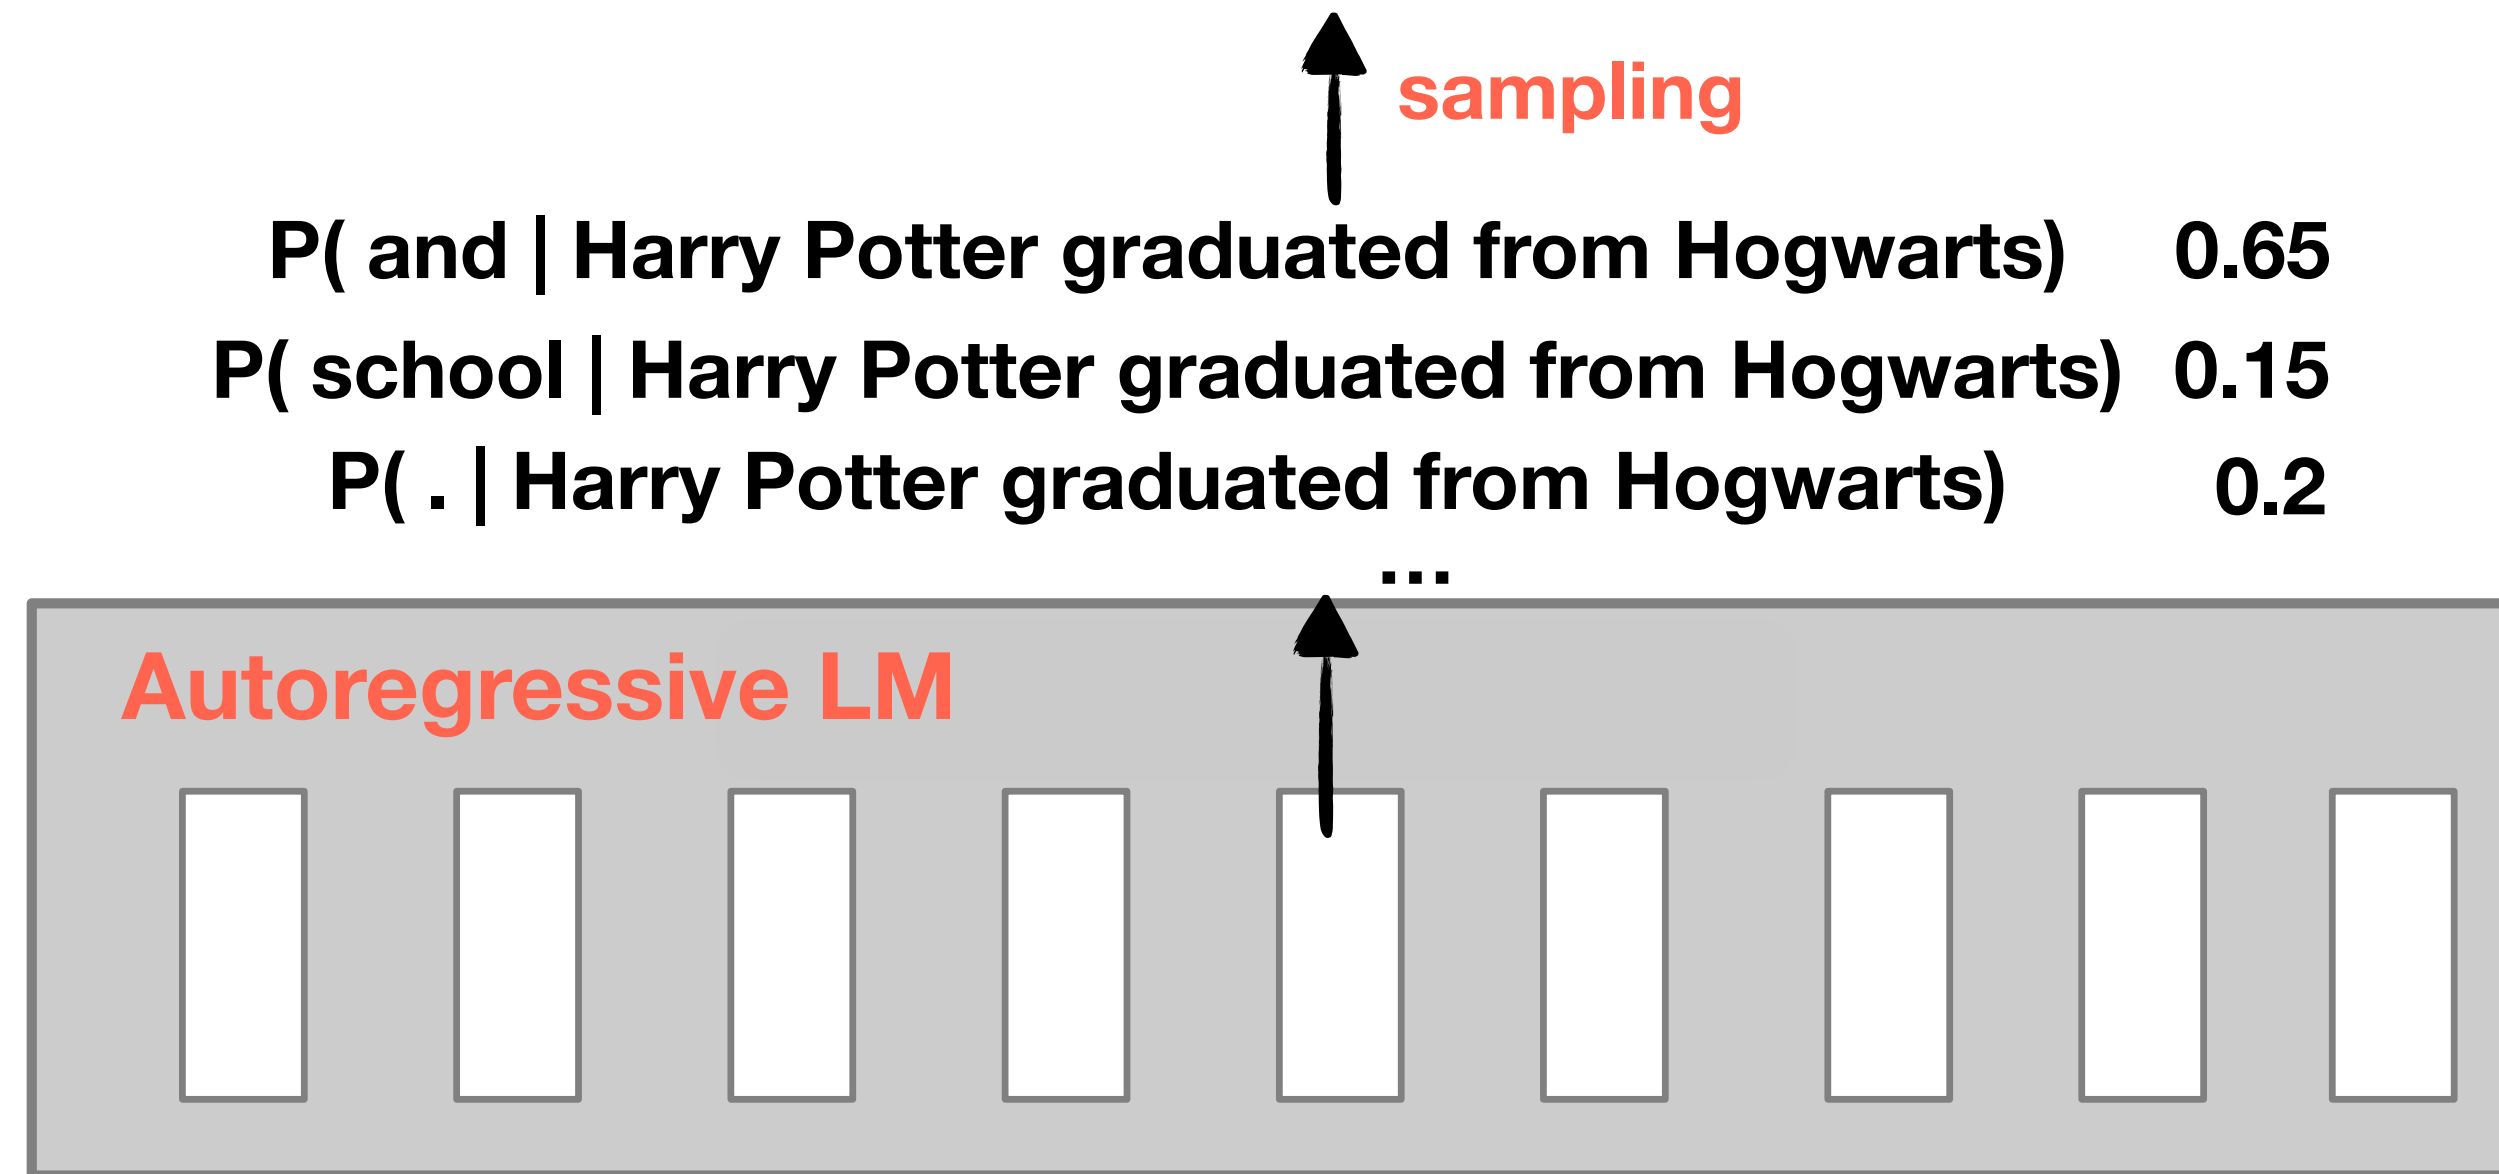 sampling
P( and | Harry Potter graduated from Hogwarts) 0.65
P( school | Harry Potter graduated from Hogwarts) 0.15
P( . | Harry Potter graduated from Hogwarts) 0.2
...
Autoregressive LM